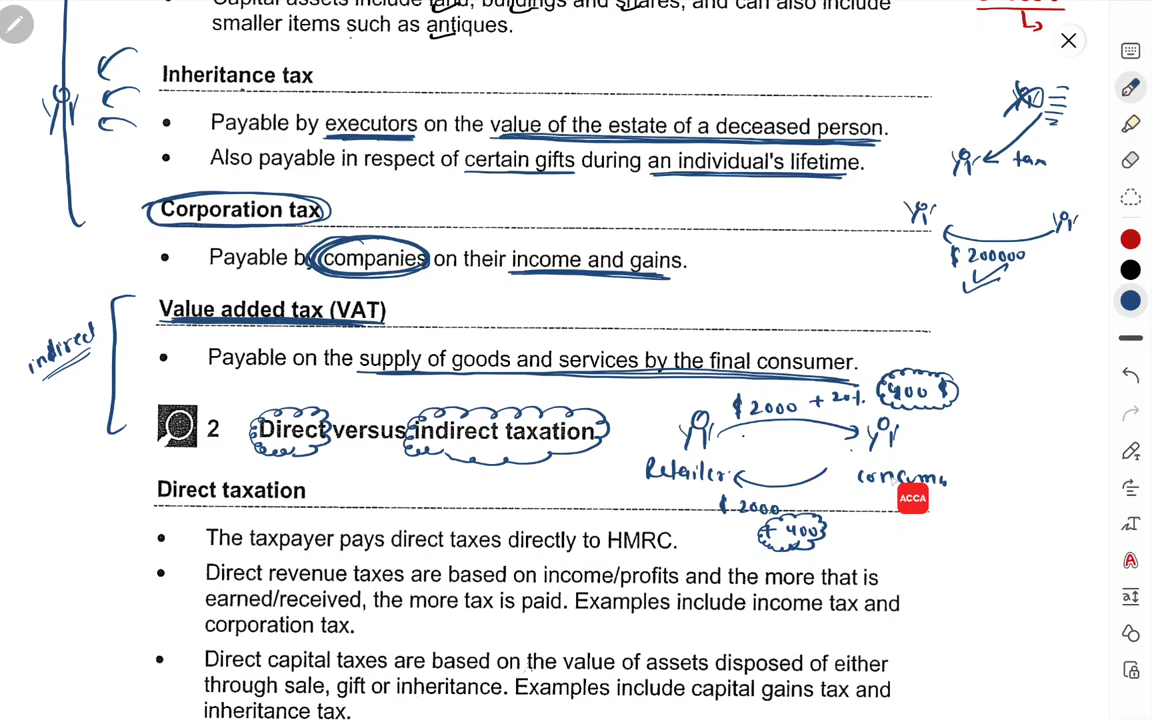 Capital assets include land, buildings and shares, and can also include
smaller items such as antiques.
Inheritance tax
• Payable by executors on the value of the estate of a deceased person.
• Also payable in respect of certain gifts during an individual's lifetime.
tax
Corporation tax
• Payable by companies on their income and gains.
$ 200000
Value added tax (VAT)
indirect
• Payable on the supply of goods and services by the final consumer.
$ 2000 + 20%. 400 $
2 Direct versus indirect taxation
Retailer
ACCA
Direct taxation
$ 2000
+ 400
• The taxpayer pays direct taxes directly to HMRC.
• Direct revenue taxes are based on income/profits and the more that is
earned/received, the more tax is paid. Examples include income tax and
corporation tax.
• Direct capital taxes are based on the value of assets disposed of either
through sale, gift or inheritance. Examples include capital gains tax and
inheritance tax.